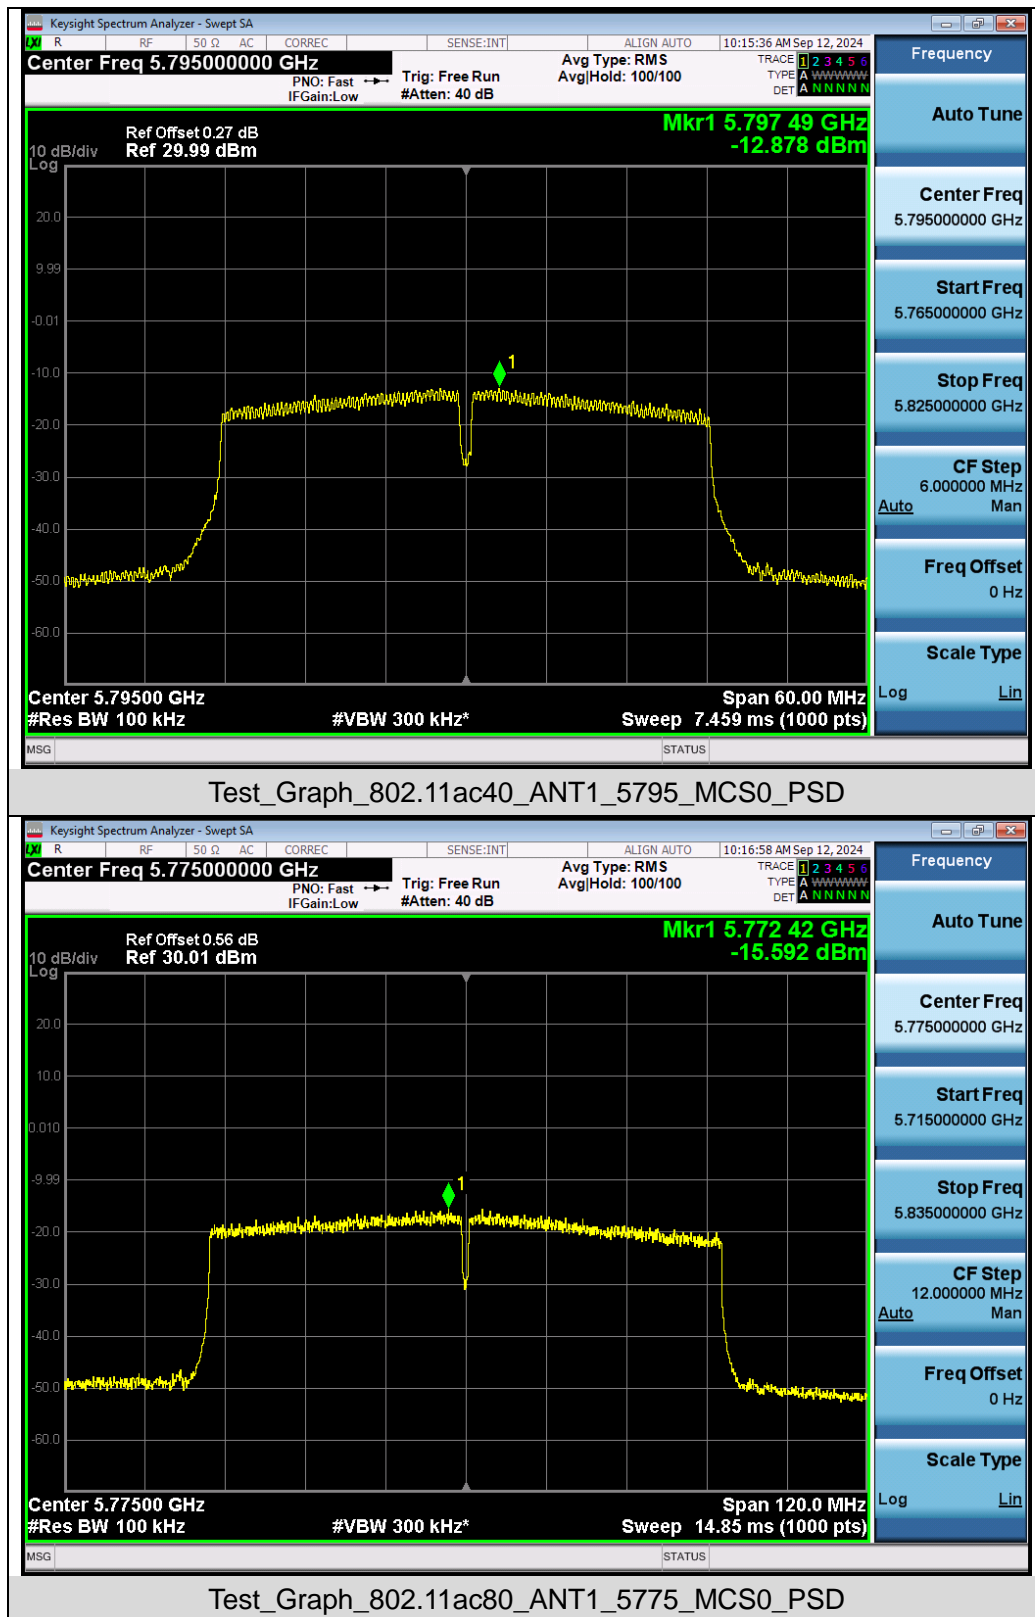 Keysight Spectrum Analyzer - Swept SA
LXI R RF 50 Ω AC CORREC SENSE:INT ALIGN AUTO 10:15:36 AM Sep 12, 2024
Center Freq 5.795000000 GHz
PNO: Fast
IFGain:Low
Trig: Free Run
#Atten: 40 dB
Avg Type: RMS
Avg|Hold: 100/100
TRACE 1 2 3 4 5 6
TYPE A WWWWW
DET A N N N N N
Frequency
Mkr1 5.797 49 GHz
-12.878 dBm
Ref Offset 0.27 dB
10 dB/div Ref 29.99 dBm
Log
20.0
9.99
-0.01
-10.0
-20.0
-30.0
-40.0
-50.0
-60.0
1
Auto Tune
Center Freq
5.795000000 GHz
Start Freq
5.765000000 GHz
Stop Freq
5.825000000 GHz
CF Step
6.000000 MHz
Auto Man
Freq Offset
0 Hz
Scale Type
Log Lin
Center 5.79500 GHz Span 60.00 MHz
#Res BW 100 kHz #VBW 300 kHz* Sweep 7.459 ms (1000 pts)
MSG STATUS
Test_Graph_802.11ac40_ANT1_5795_MCS0_PSD
Keysight Spectrum Analyzer - Swept SA
LXI R RF 50 Ω AC CORREC SENSE:INT ALIGN AUTO 10:16:58 AM Sep 12, 2024
Center Freq 5.775000000 GHz
PNO: Fast
IFGain:Low
Trig: Free Run
#Atten: 40 dB
Avg Type: RMS
Avg|Hold: 100/100
TRACE 1 2 3 4 5 6
TYPE A WWWWW
DET A N N N N N
Frequency
Mkr1 5.772 42 GHz
-15.592 dBm
Ref Offset 0.56 dB
10 dB/div Ref 30.01 dBm
Log
20.0
10.0
0.010
-9.99
-20.0
-30.0
-40.0
-50.0
-60.0
1
Auto Tune
Center Freq
5.775000000 GHz
Start Freq
5.715000000 GHz
Stop Freq
5.835000000 GHz
CF Step
12.000000 MHz
Auto Man
Freq Offset
0 Hz
Scale Type
Log Lin
Center 5.77500 GHz Span 120.0 MHz
#Res BW 100 kHz #VBW 300 kHz* Sweep 14.85 ms (1000 pts)
MSG STATUS
Test_Graph_802.11ac80_ANT1_5775_MCS0_PSD